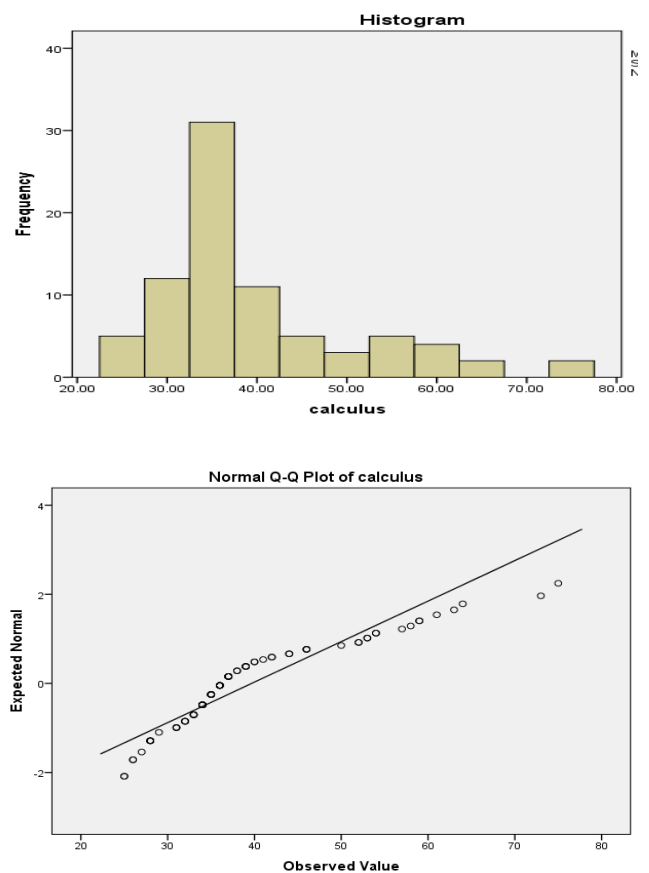 Histogram
40
30
20
10
0
20.00 30.00 40.00 50.00 60.00 70.00 80.00
Frequency
calculus
Normal Q-Q Plot of calculus
4
2
0
-2
20 30 40 50 60 70 80
Expected Normal
Observed Value